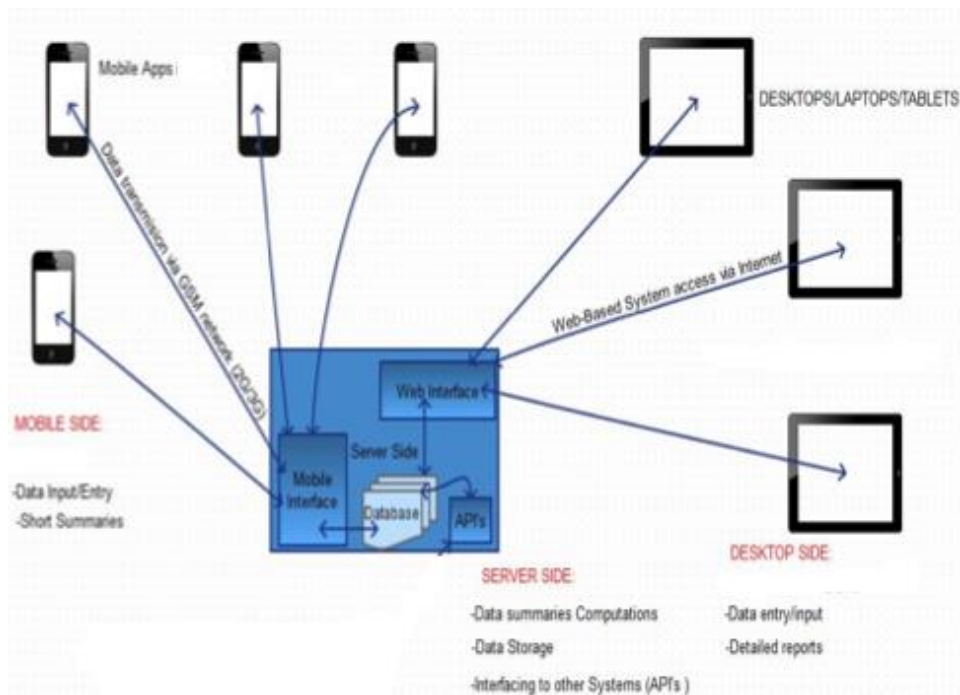 Mobile Apps
DESKTOPS/LAPTOPS/TABLETS
Data transmission via GSM network (2G/3G)
Web-Based System access via Internet
Web Interface
Server Side
Mobile
Interface
Database
API's
MOBILE SIDE:
-Data Input/Entry
-Short Summaries
SERVER SIDE:
-Data summaries Computations
-Data Storage
-Interfacing to other Systems (API's )
DESKTOP SIDE:
-Data entry/input
-Detailed reports